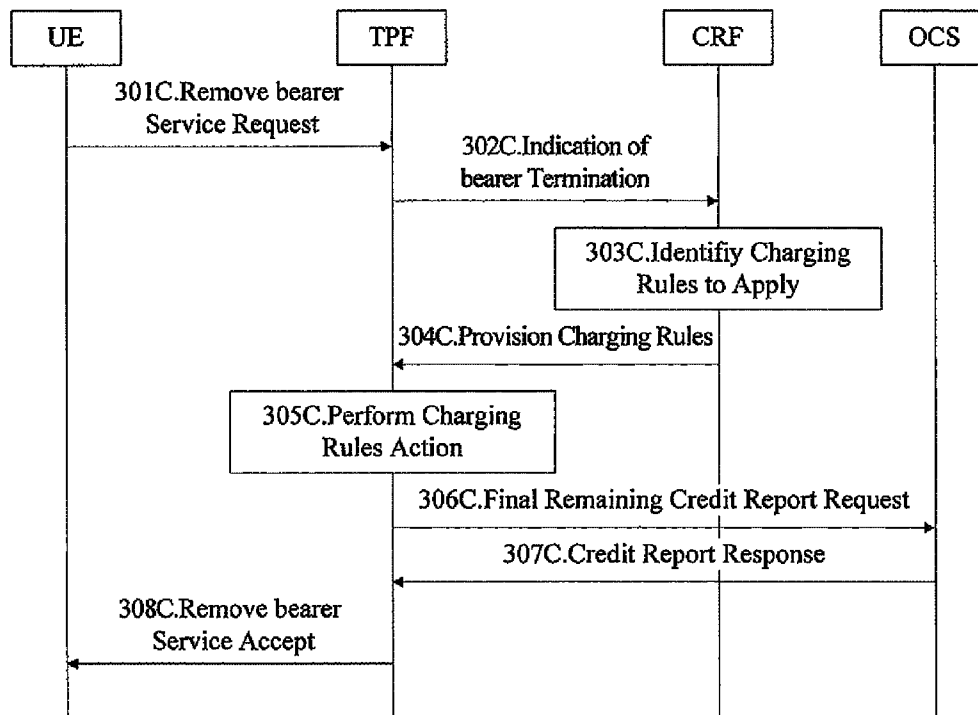 UE
TPF
CRF
OCS
301C.Remove bearer
Service Request
302C.Indication of
bearer Termination
303C.Identifiy Charging
Rules to Apply
304C.Provision Charging Rules
305C.Perform Charging
Rules Action
306C.Final Remaining Credit Report Request
307C.Credit Report Response
308C.Remove bearer
Service Accept